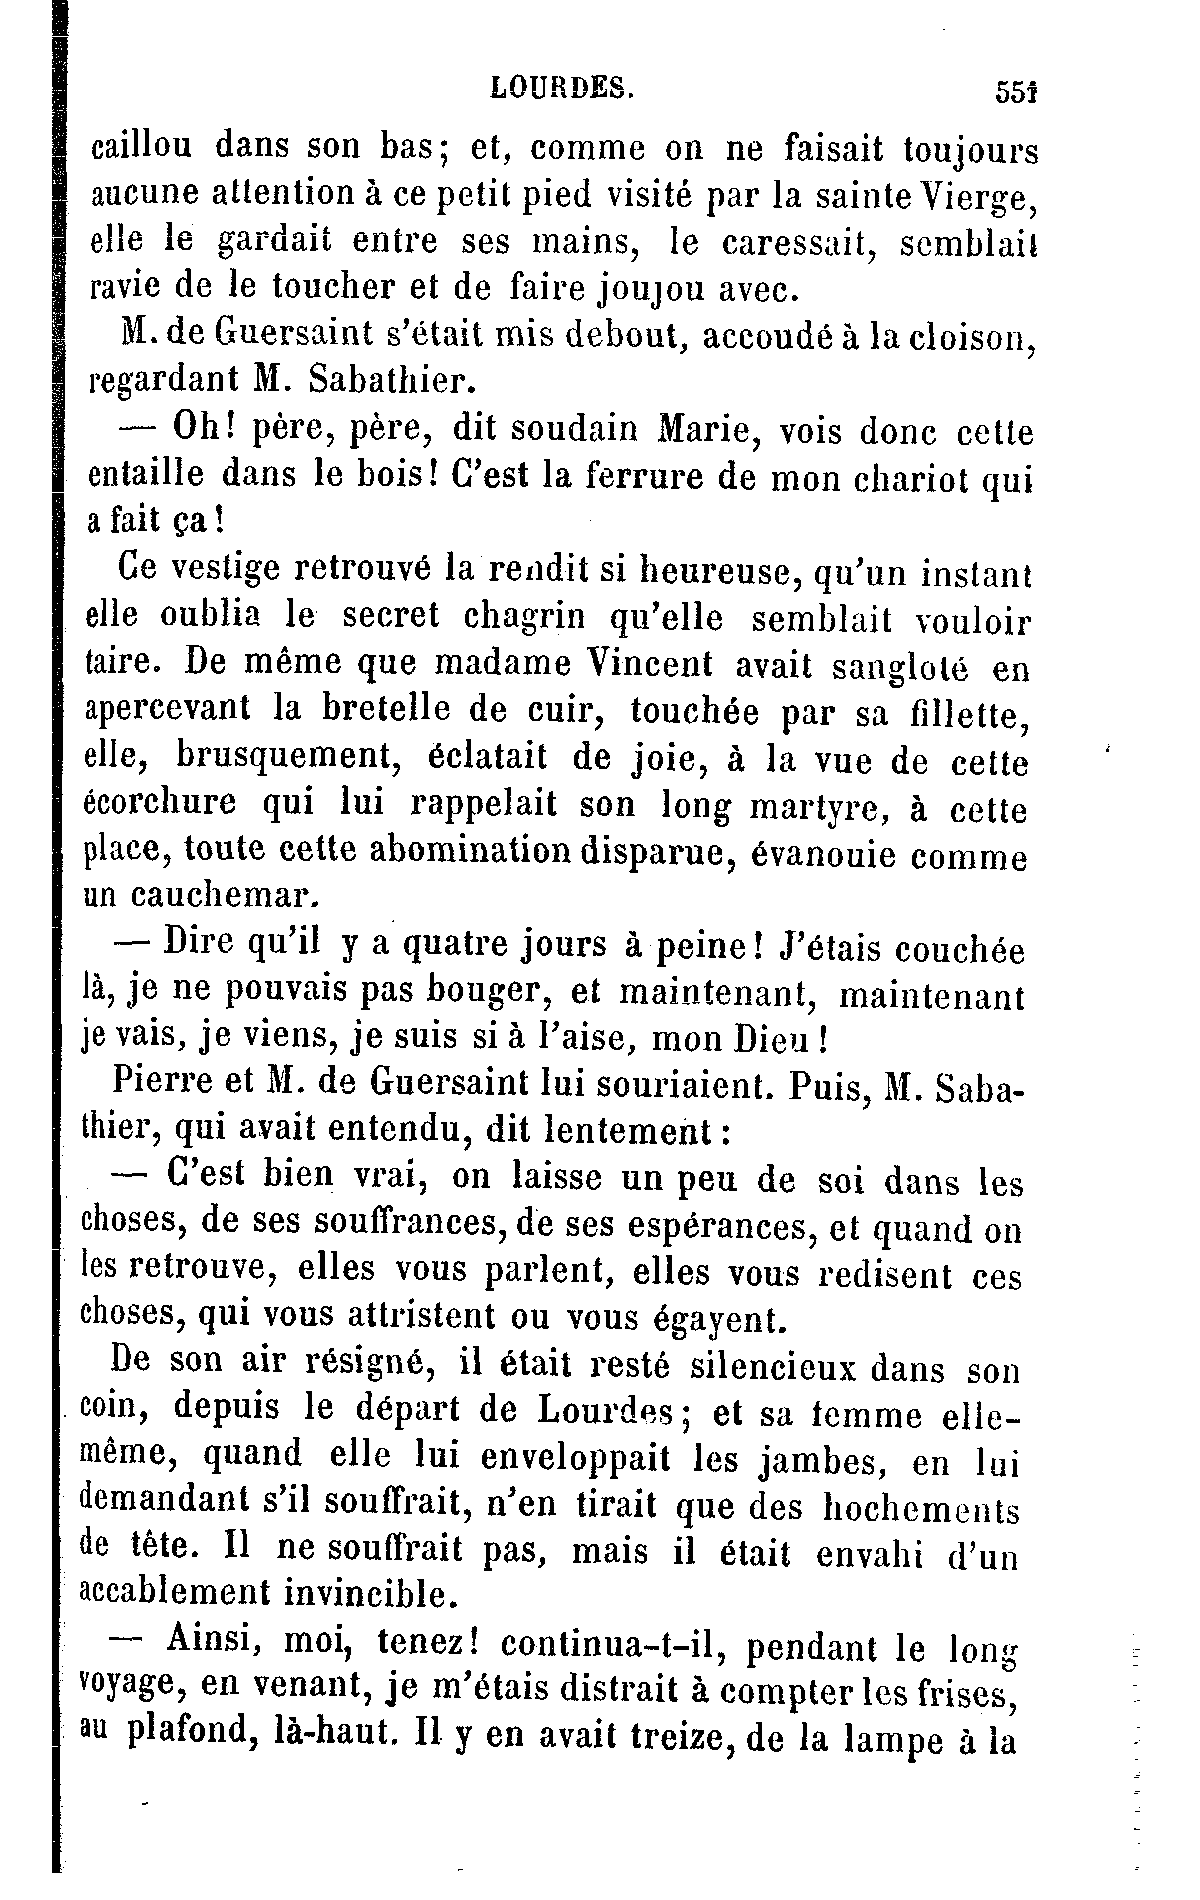 LOURDES. 551
caillou dans son bas; et, comme on ne faisait toujours
aucune attention à ce petit pied visité par la sainte Vierge,
elle le gardait entre ses mains, le caressait, semblait
ravie de le toucher et de faire joujou avec.
M. de Guersaint s'était mis debout, accoudé à la cloison,
regardant M. Sabathier.
— Oh! père, père, dit soudain Marie, vois donc cette
entaille dans le bois! C'est la ferrure de mon chariot qui
a fait ça!
Ce vestige retrouvé la rendit si heureuse, qu'un instant
elle oublia le secret chagrin qu'elle semblait vouloir
taire. De même que madame Vincent avait sangloté en
apercevant la bretelle de cuir, touchée par sa fillette,
elle, brusquement, éclatait de joie, à la vue de cette
écorchure qui lui rappelait son long martyre, à cette
place, toute cette abomination disparue, évanouie comme
un cauchemar.
— Dire qu'il y a quatre jours à peine! J'étais couchée
là, je ne pouvais pas bouger, et maintenant, maintenant
je vais, je viens, je suis si à l'aise, mon Dieu!
Pierre et M. de Guersaint lui souriaient. Puis, M. Saba-
thier, qui avait entendu, dit lentement :
— C'est bien vrai, on laisse un peu de soi dans les
choses, de ses souffrances, de ses espérances, et quand on
les retrouve, elles vous parlent, elles vous redisent ces
choses, qui vous attristent ou vous égayent.
De son air résigné, il était resté silencieux dans son
coin, depuis le départ de Lourdes; et sa femme elle-
même, quand elle lui enveloppait les jambes, en lui
demandant s'il souffrait, n'en tirait que des hochements
de tête. Il ne souffrait pas, mais il était envahi d'un
accablement invincible.
— Ainsi, moi, tenez! continua-t-il, pendant le long
voyage, en venant, je m'étais distrait à compter les frises,
au plafond, là-haut. Il y en avait treize, de la lampe à la